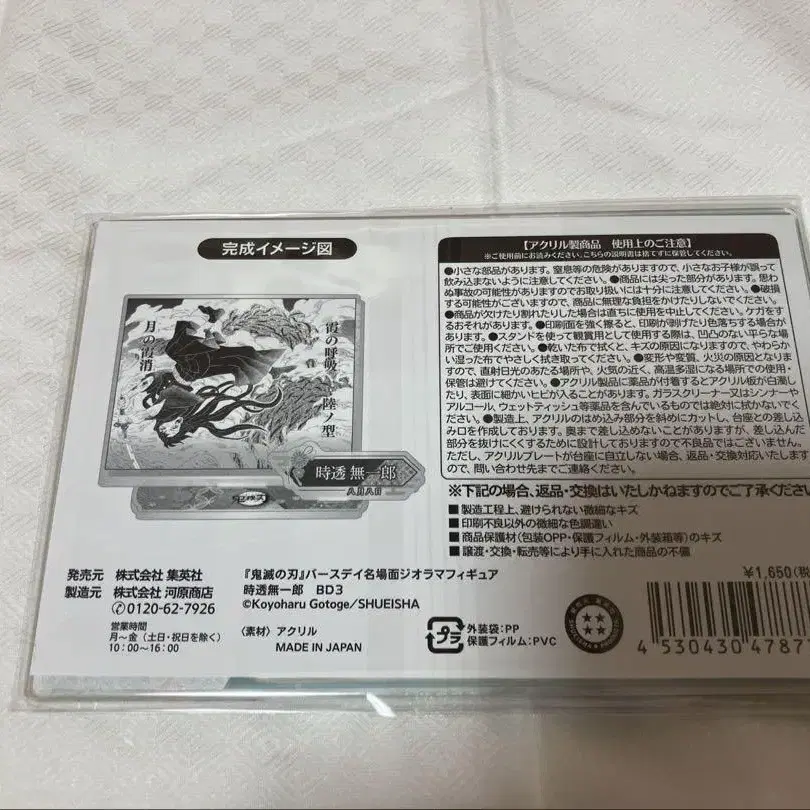 完成イメージ図
霞の呼吸 陸ノ型
月の霞消
時透 無一郎
8月8日
鬼滅の刃
発売元 株式会社 集英社
製造元 株式会社 河原商店
✆0120-62-7926
営業時間
月～金（土日・祝日を除く）
10：00～16：00
『鬼滅の刃』バースデイ名場面ジオラマフィギュア
時透無一郎 BD3
©Koyoharu Gotoge/SHUEISHA
〈素材〉アクリル
MADE IN JAPAN
【アクリル製商品 使用上のご注意】
※ご使用前にお読みください。こちらの説明書は捨てずに保管してください。
●小さな部品があります。窒息等の危険がありますので、小さなお子様が誤って
飲み込まないように注意してください。●商品には尖った部分があります。思わ
ぬ事故の可能性がありますのでお取り扱いには十分に注意してください。●破損
する可能性がございますので、商品に無理な負担をかけたりしないでください。
●商品が欠けたり割れたりした場合は直ちに使用を中止してください。ケガをす
るおそれがあります。●印刷面を強く擦ると、印刷が剥げたり色落ちする場合が
あります。●スタンドを使って観賞用として使用する際は、凹凸のない平らな場
所でご使用ください。●乾いた布で拭くと、キズの原因になりますので、やわらかく
湿った布でやさしく拭き取ってください。●変形や変質、火災の原因となりますの
で、直射日光のあたる場所や、火気の近く、高温多湿になる場所での使用・
保管は避けてください。●アクリル製品に薬品が付着するとアクリル板が白濁し
たり、表面に細かいヒビが入ることがあります。ガラスクリーナー又はシンナーや
アルコール、ウェットティッシュ等薬品を含んでいるものでは絶対に拭かないでく
ださい。●製造上、アクリルのはめ込み部分を斜めにカットし、台座との差し込
み口を作成しております。奥まで差し込めないことがありますが、差し込んだ
部分を抜けにくくするために設計しておりますので不良品ではございません。
ただし、アクリルプレートが台座に自立しない場合、返品・交換対応いたします
ので、問い合わせ先までご連絡ください。
※下記の場合、返品・交換はいたしかねますのでご了承くださ
■製造工程上、避けられない微細なキズ
■印刷不良以外の微細な色調違い
■商品保護材（包装OPP・保護フィルム・外装箱等）のキズ
■譲渡・交換・転売等により手に入れた商品の不備
¥1,650（税
プラ
外装袋：PP
保護フィルム：PVC
4 530430 47877